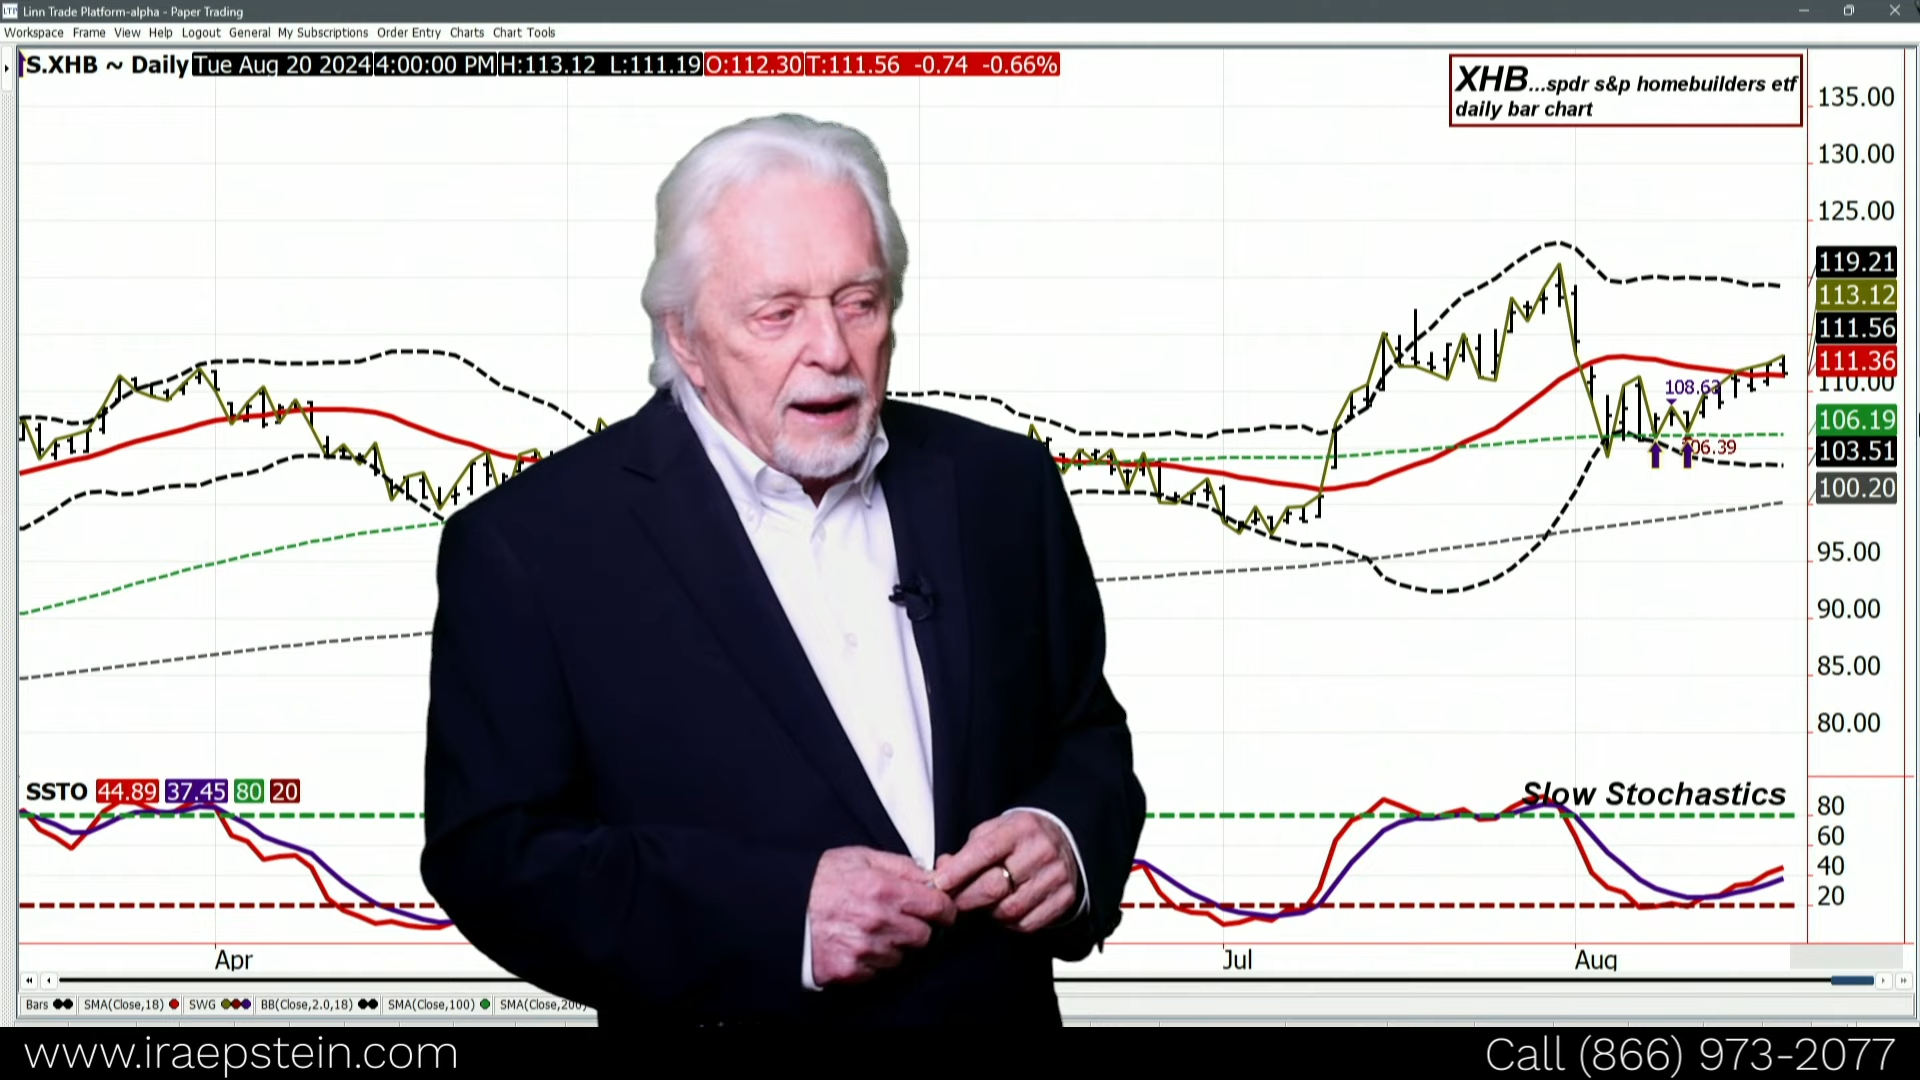 LTP Linn Trade Platform-alpha - Paper Trading
Workspace Frame View Help Logout General My Subscriptions Order Entry Charts Chart Tools
S.XHB ~ Daily Tue Aug 20 2024 4:00:00 PM H:113.12 L:111.19 O:112.30 T:111.56 -0.74 -0.66%
XHB...spdr s&p homebuilders etf
daily bar chart
135.00
130.00
125.00
119.21
113.12
111.56
111.36
110.00
106.19
103.51
100.20
95.00
90.00
85.00
80.00
108.63
106.39
SSTO 44.89 37.45 80 20
Slow Stochastics
80
60
40
20
Apr Jul Aug
Bars SMA(Close,18) SWG BB(Close,2.0,18) SMA(Close,100) SMA(Close,200
www.iraepstein.com Call (866) 973-2077